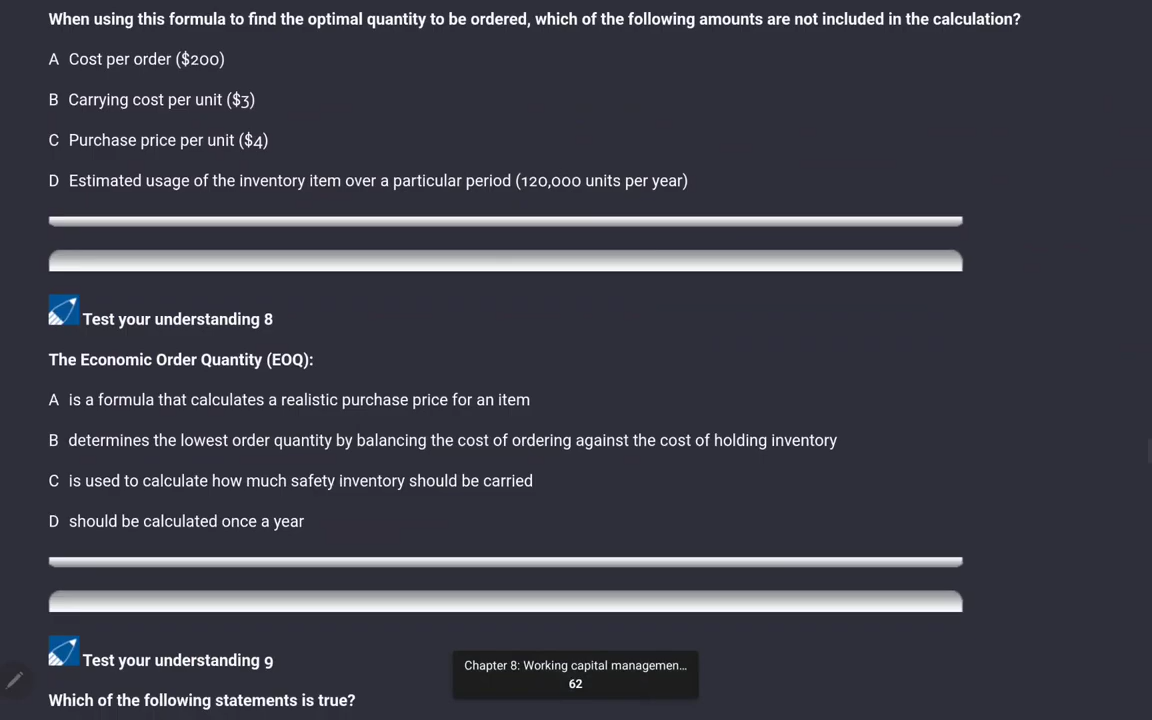 When using this formula to find the optimal quantity to be ordered, which of the following amounts are not included in the calculation?
A Cost per order ($200)
B Carrying cost per unit ($3)
C Purchase price per unit ($4)
D Estimated usage of the inventory item over a particular period (120,000 units per year)
Test your understanding 8
The Economic Order Quantity (EOQ):
A is a formula that calculates a realistic purchase price for an item
B determines the lowest order quantity by balancing the cost of ordering against the cost of holding inventory
C is used to calculate how much safety inventory should be carried
D should be calculated once a year
Test your understanding 9
Chapter 8: Working capital managemen...
62
Which of the following statements is true?